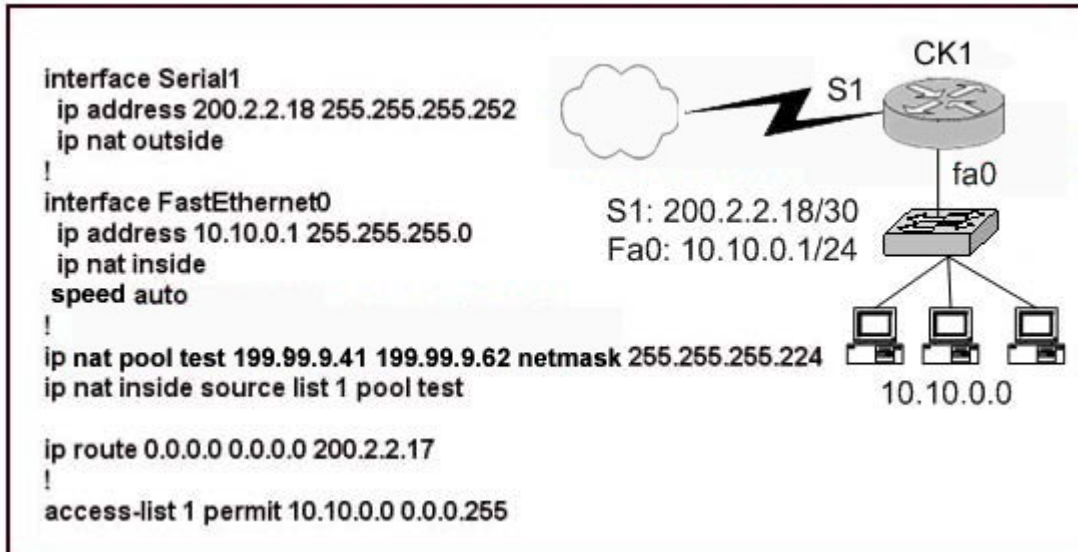 interface Serial1
ip address 200.2.2.18 255.255.255.252
ip nat outside
!
interface FastEthernet0
ip address 10.10.0.1 255.255.255.0
ip nat inside
speed auto
!
ip nat pool test 199.99.9.41 199.99.9.62 netmask 255.255.255.224
ip nat inside source list 1 pool test
ip route 0.0.0.0 0.0.0.0 200.2.2.17
!
access-list 1 permit 10.10.0.0 0.0.0.255
CK1
S1
fa0
S1: 200.2.2.18/30
Fa0: 10.10.0.1/24
10.10.0.0